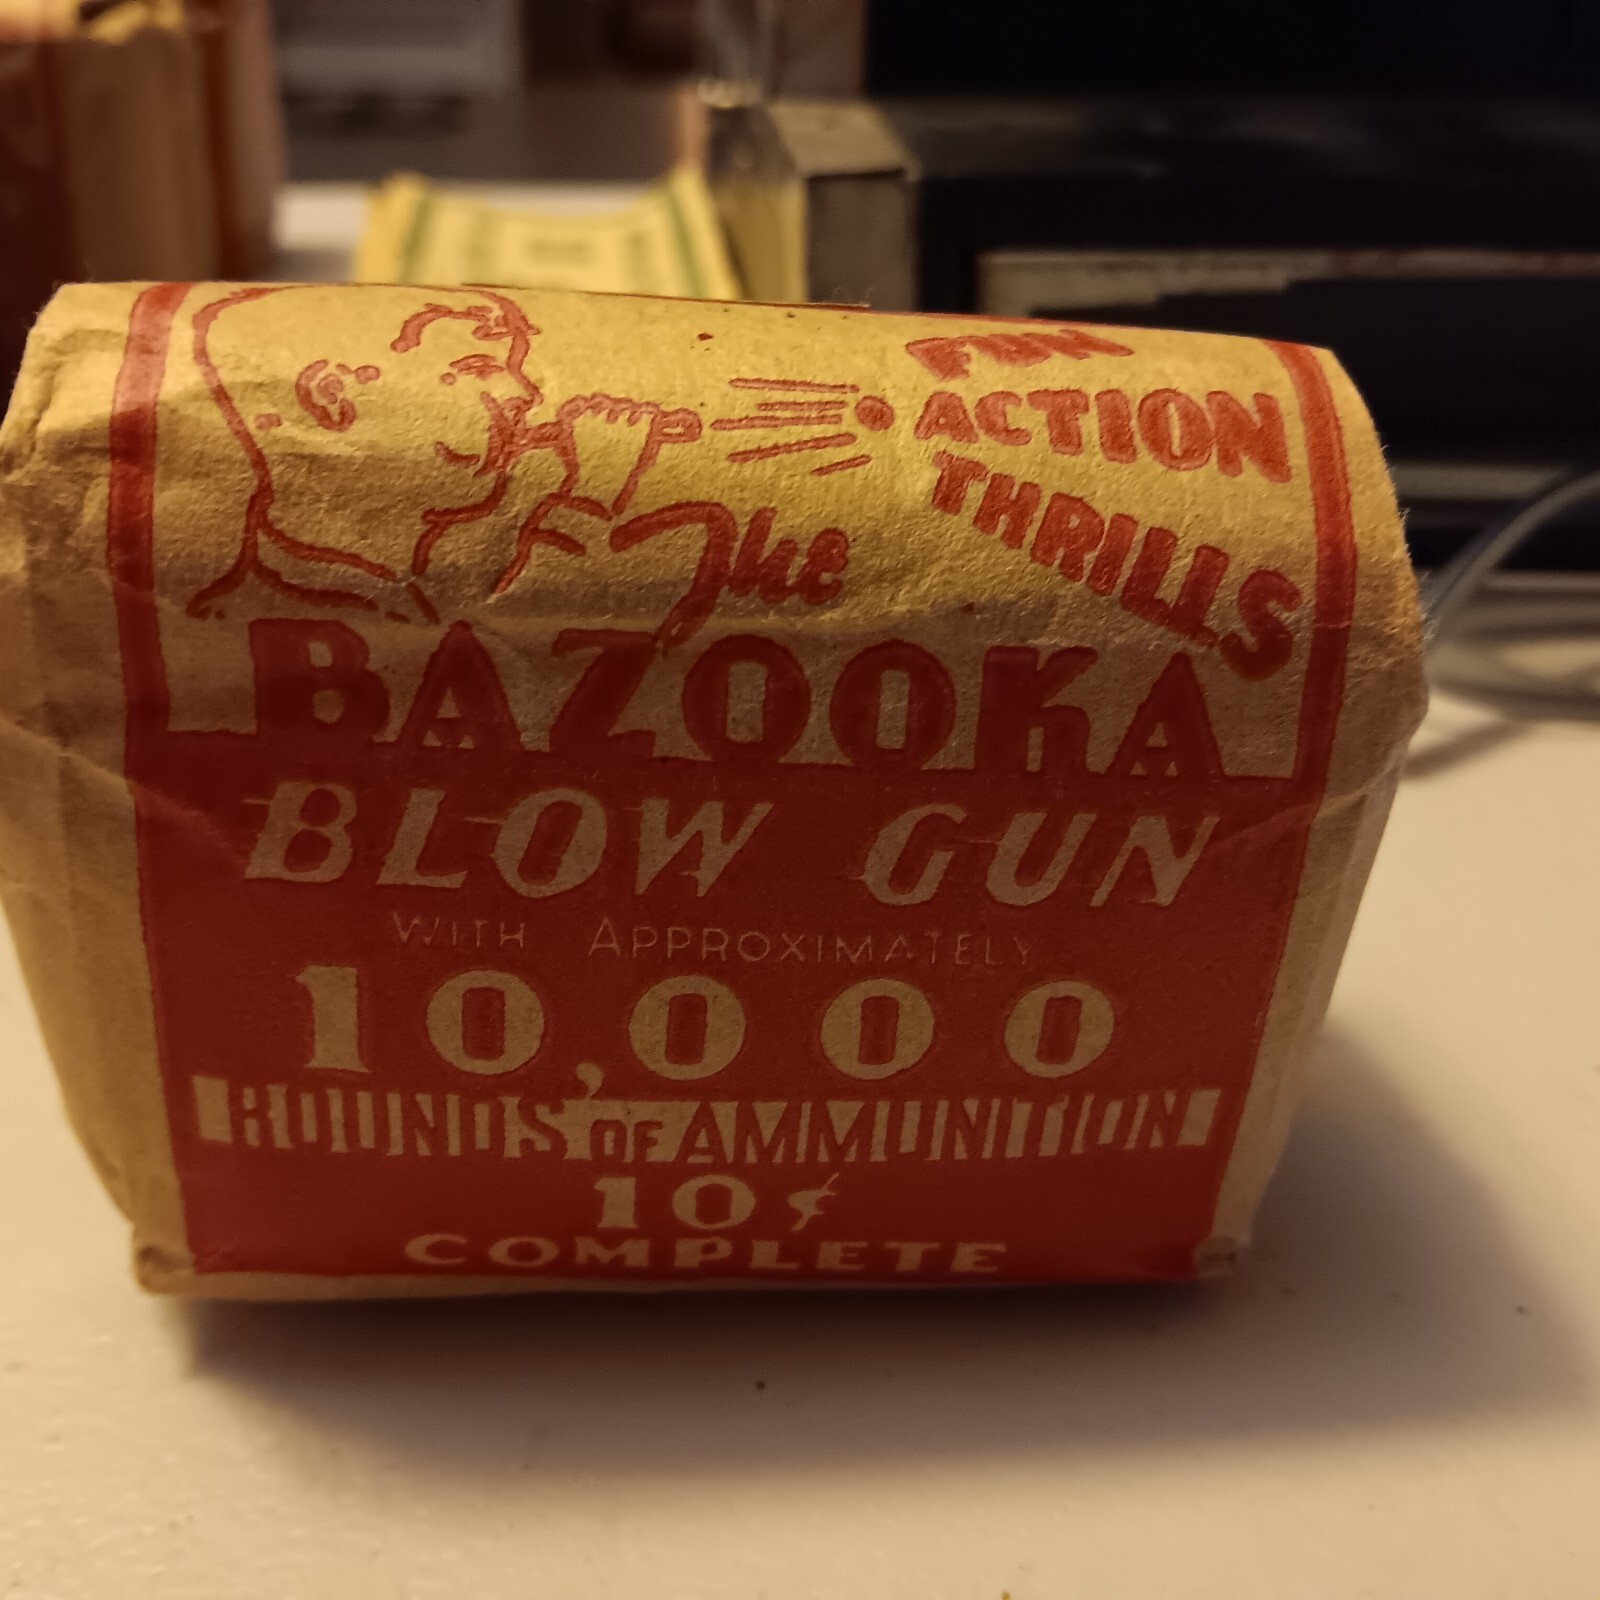 FUN
ACTION
THRILLS
The
BAZOOKA
BLOW GUN
WITH APPROXIMATELY
10,000
ROUNDS OF AMMUNITION
10¢
COMPLETE